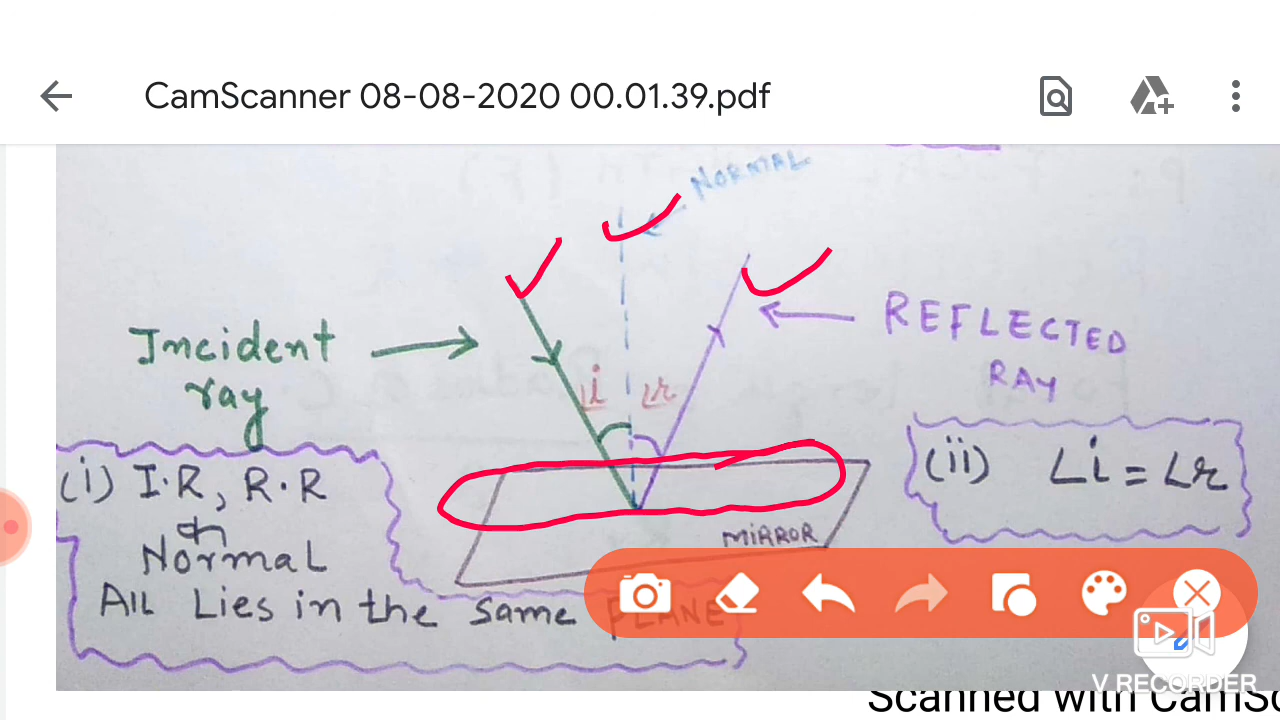 CamScanner 08-08-2020 00.01.39.pdf
NORMAL
Incident
ray
REFLECTED
RAY
∠i
∠r
(i) I.R, R.R
Normal
All Lies in the same PLANE
(ii) ∠i = ∠r
MIRROR
V RECORDER
Scanned with CamSc